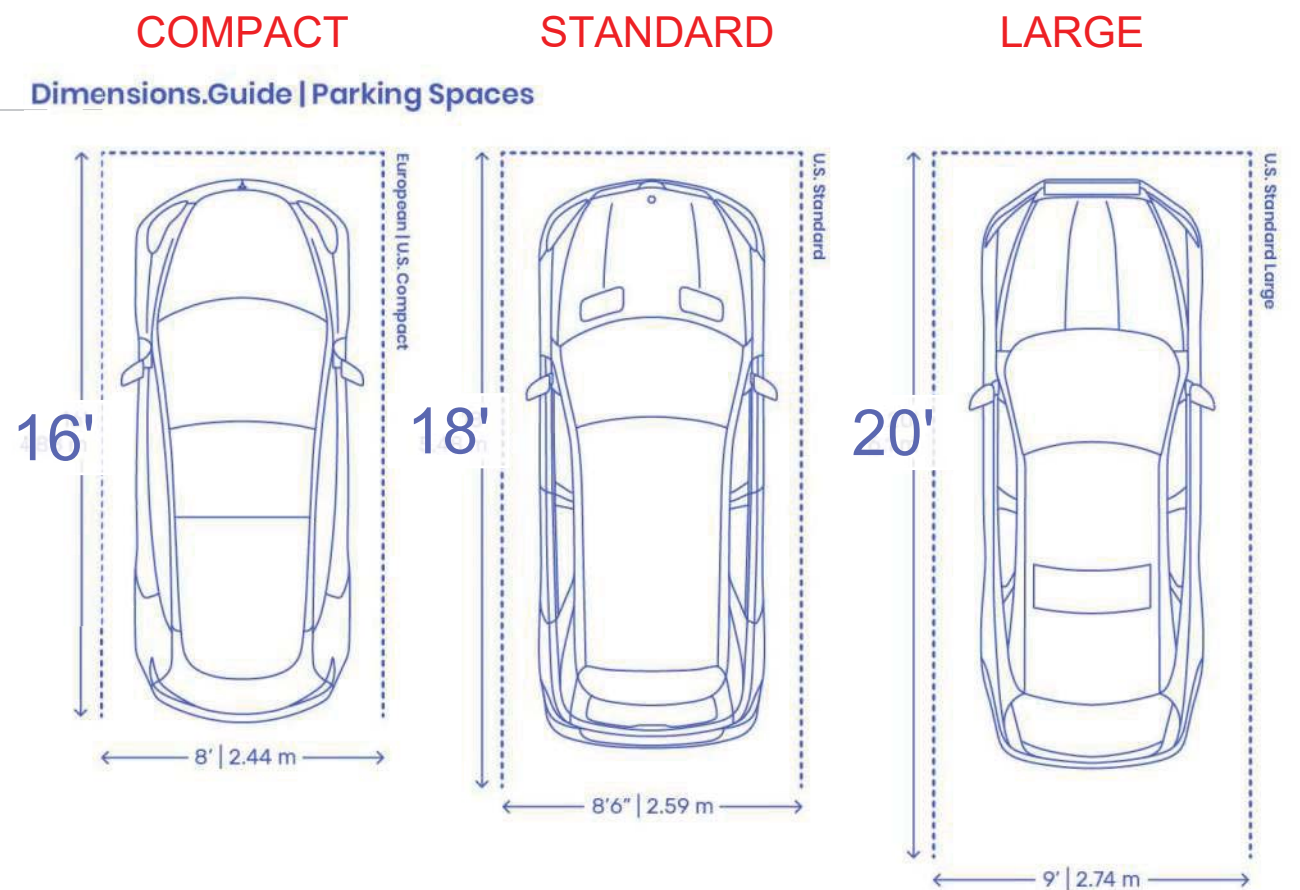 COMPACT
STANDARD
LARGE
Dimensions.Guide | Parking Spaces
European | U.S. Compact
U.S. Standard
U.S. Standard Large
16'
18'
20'
8' | 2.44 m
8'6" | 2.59 m
9' | 2.74 m